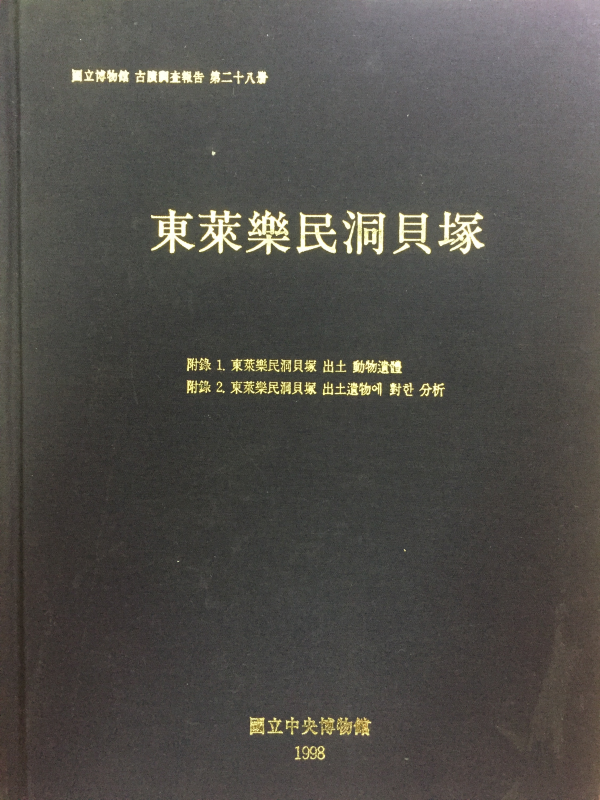 國立博物館 古蹟調査報告 第二十八冊
東萊樂民洞貝塚
附錄 1. 東萊樂民洞貝塚 出土 動物遺體
附錄 2. 東萊樂民洞貝塚 出土遺物에 對한 分析
國立中央博物館
1998